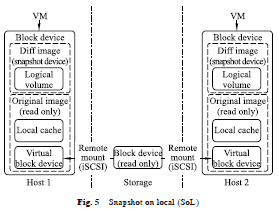 VM
Block device
Diff image
(snapshot device)
Logical
volume
Original image
(read only)
Local cache
Virtual
block device
Host 1
Remote
mount
(iSCSI)
Block device
(read only)
Storage
Remote
mount
(iSCSI)
VM
Block device
Diff image
(snapshot device)
Logical
volume
Original image
(read only)
Local cache
Virtual
block device
Host 2
Fig. 5 Snapshot on local (SoL)